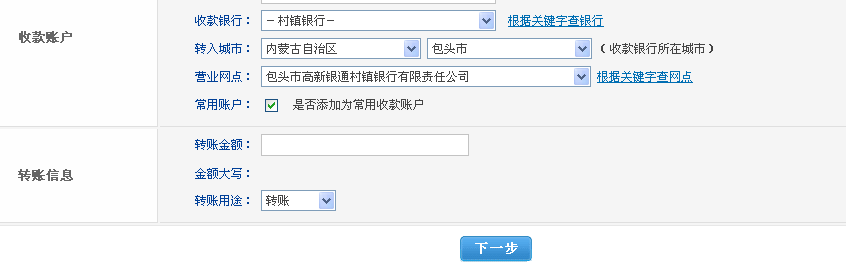 收款账户
收款银行： －村镇银行－ 根据关键字查银行
转入城市： 内蒙古自治区 包头市 （收款银行所在城市）
营业网点： 包头市高新银通村镇银行有限责任公司 根据关键字查网点
常用账户： 是否添加为常用收款账户
转账信息
转账金额：
金额大写：
转账用途： 转账
下一步